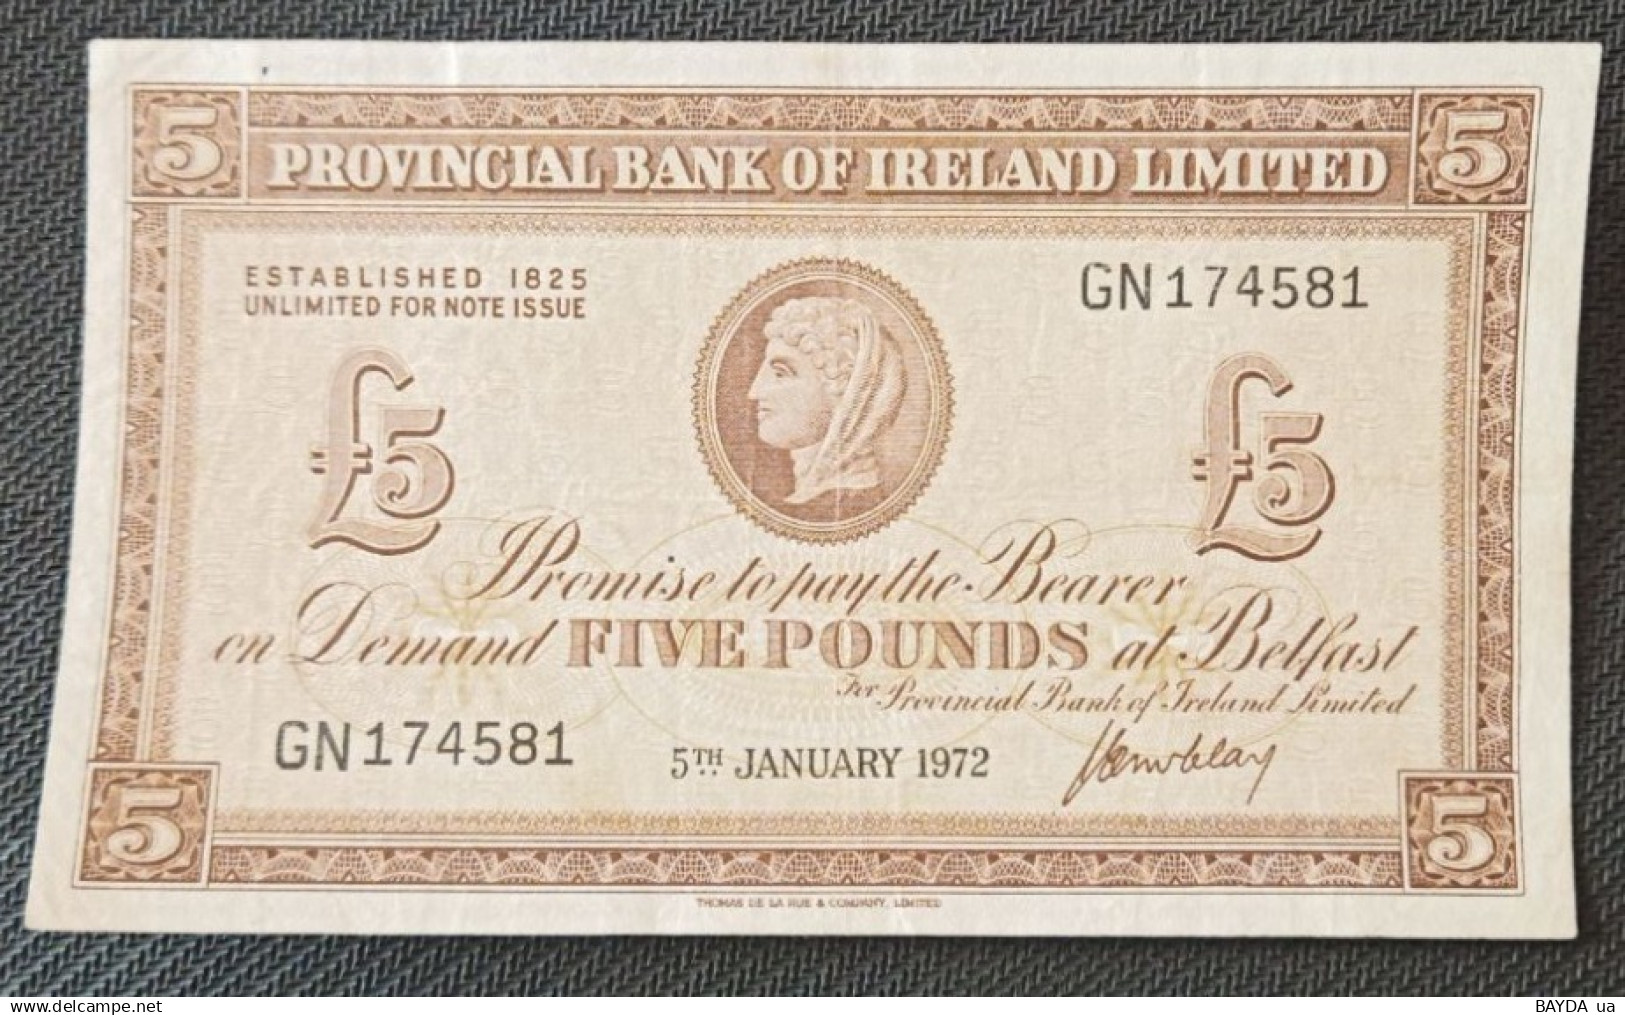 5 5
PROVINCIAL BANK OF IRELAND LIMITED
ESTABLISHED 1825
UNLIMITED FOR NOTE ISSUE
GN174581
£5 £5
I Promise to pay the Bearer
on Demand FIVE POUNDS at Belfast
For Provincial Bank of Ireland Limited
GN174581
5TH JANUARY 1972
5 5
THOMAS DE LA RUE & COMPANY, LIMITED
delcampe.net
BAYDA ua